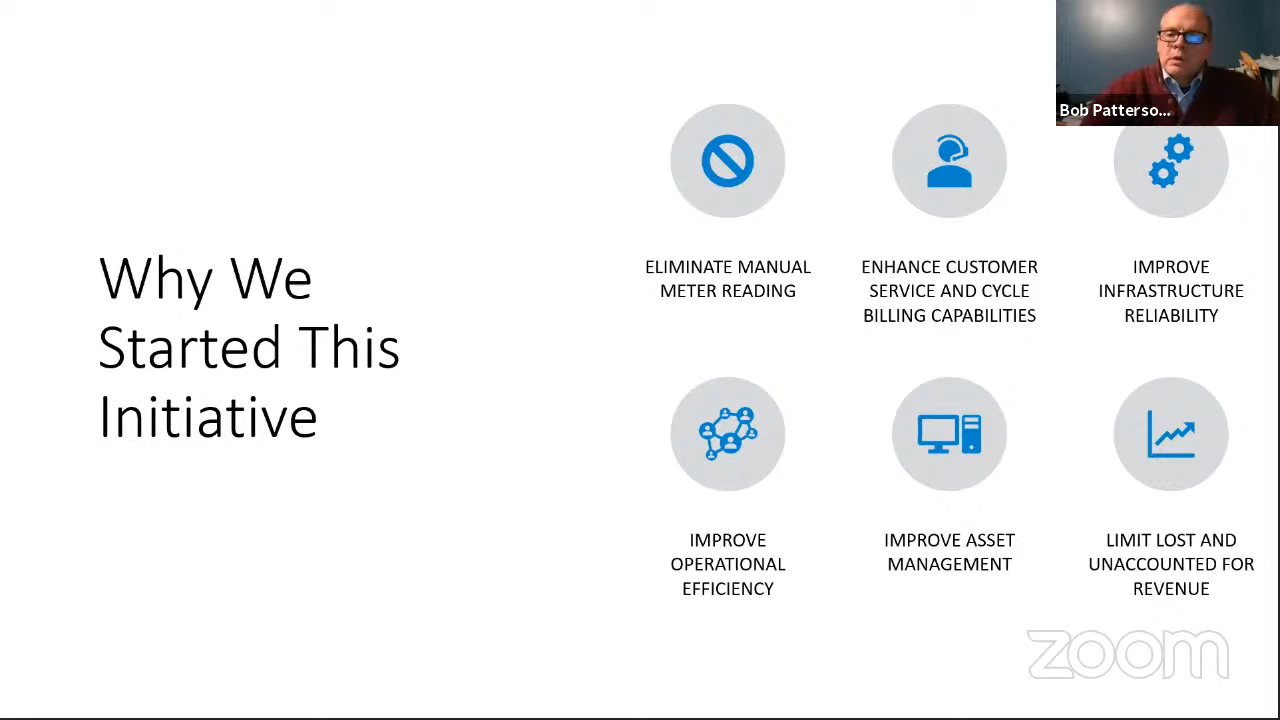 Bob Patterso...
Why We
Started This
Initiative
ELIMINATE MANUAL
METER READING
ENHANCE CUSTOMER
SERVICE AND CYCLE
BILLING CAPABILITIES
IMPROVE
INFRASTRUCTURE
RELIABILITY
IMPROVE
OPERATIONAL
EFFICIENCY
IMPROVE ASSET
MANAGEMENT
LIMIT LOST AND
UNACCOUNTED FOR
REVENUE
zoom